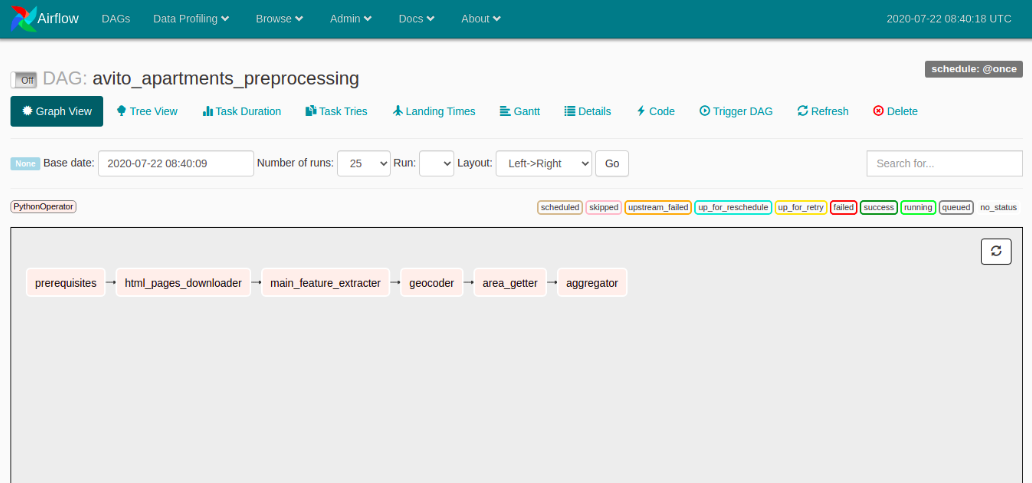 Airflow DAGs Data Profiling Browse Admin Docs About 2020-07-22 08:40:18 UTC
schedule: @once
Off DAG: avito_apartments_preprocessing
Graph View Tree View Task Duration Task Tries Landing Times Gantt Details Code Trigger DAG Refresh Delete
None Base date: 2020-07-22 08:40:09 Number of runs: 25 Run: Layout: Left->Right Go Search for...
PythonOperator scheduled skipped upstream_failed up_for_reschedule up_for_retry failed success running queued no_status
prerequisites html_pages_downloader main_feature_extracter geocoder area_getter aggregator